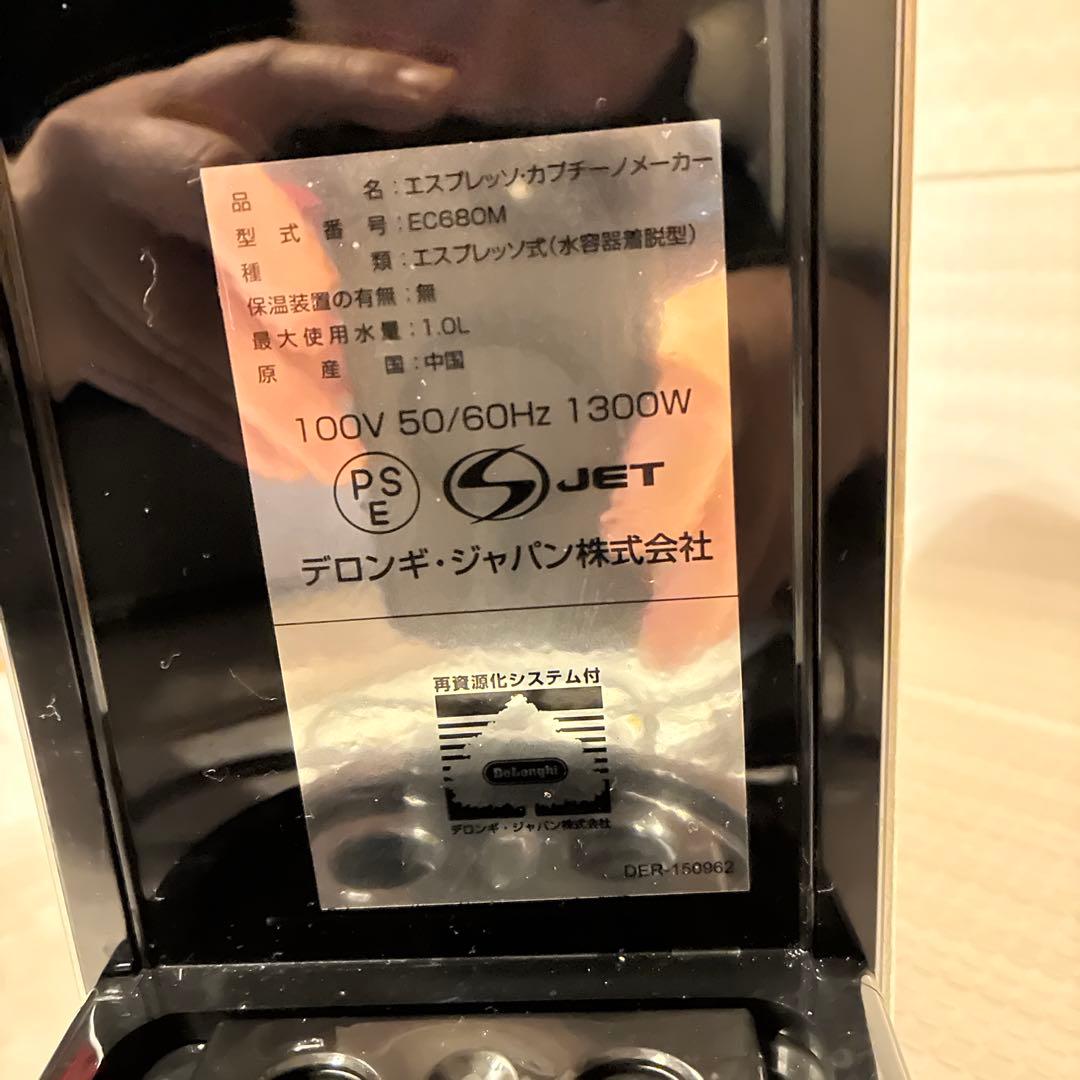 品名：エスプレッソ・カプチーノメーカー
型式番号：EC680M
種類：エスプレッソ式（水容器着脱型）
保温装置の有無：無
最大使用水量：1.0L
原産国：中国
100V 50/60Hz 1300W
PS
E
JET
デロンギ・ジャパン株式会社
再資源化システム付
DeLonghi
デロンギ・ジャパン株式会社
DER-150962